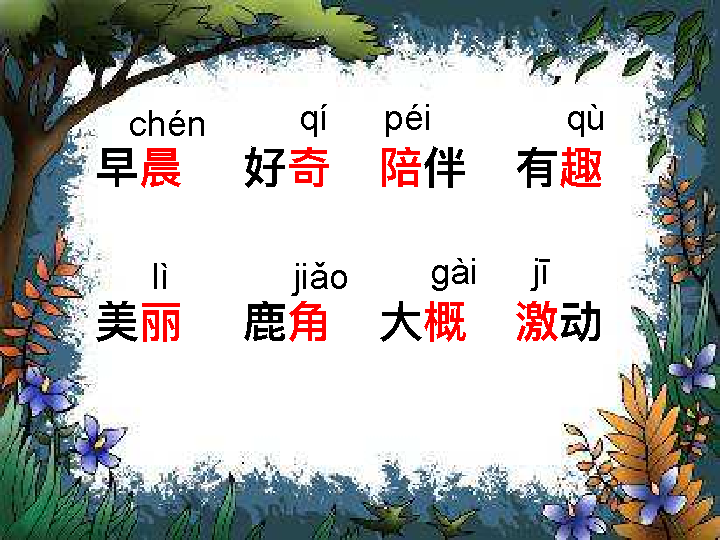 chén qí péi qù
早晨 好奇 陪伴 有趣
lì jiǎo gài jī
美丽 鹿角 大概 激动